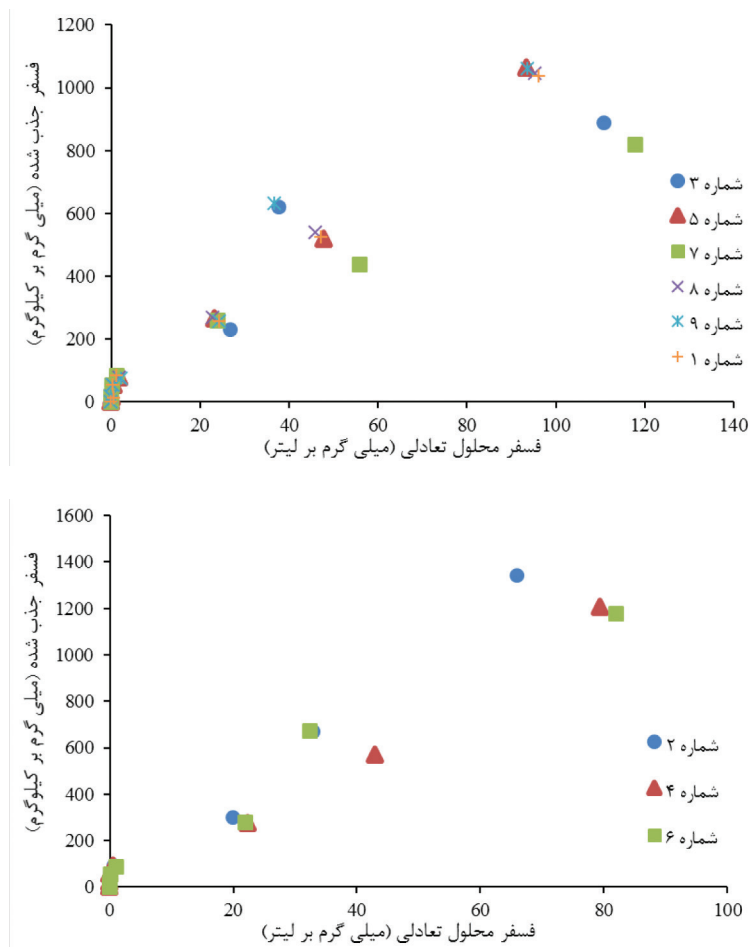 1200
1000
800
600
400
200
0
فسفر جذب شده (میلی گرم بر کیلوگرم)
شماره ۳
شماره ۵
شماره ۷
شماره ۸
شماره ۹
شماره ۱
0 20 40 60 80 100 120 140
فسفر محلول تعادلی (میلی گرم بر لیتر)
1600
1400
1200
1000
800
600
400
200
0
فسفر جذب شده (میلی گرم بر کیلوگرم)
شماره ۲
شماره ۴
شماره ۶
0 20 40 60 80 100
فسفر محلول تعادلی (میلی گرم بر لیتر)